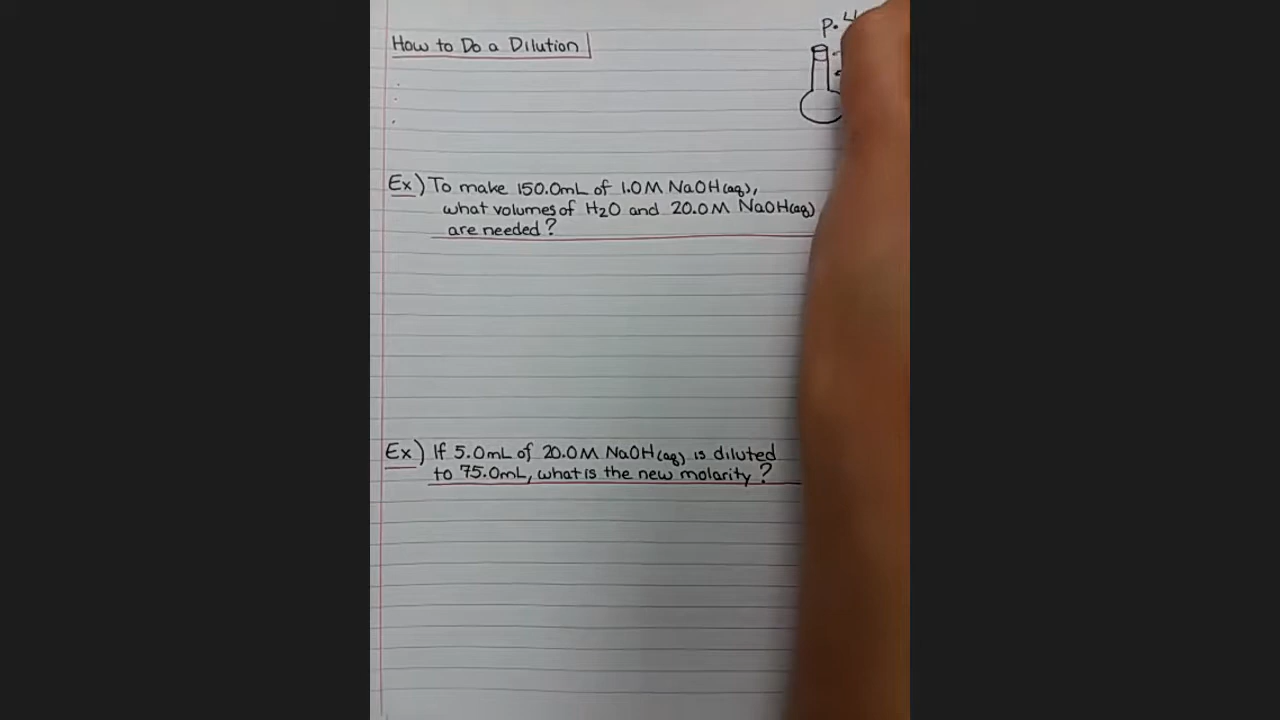 p. 4
How to Do a Dilution
Ex) To make 150.0mL of 1.0M NaOH(aq),
what volumes of H2O and 20.0M NaOH(aq)
are needed?
Ex) If 5.0mL of 20.0M NaOH(aq) is diluted
to 75.0mL, what is the new molarity?